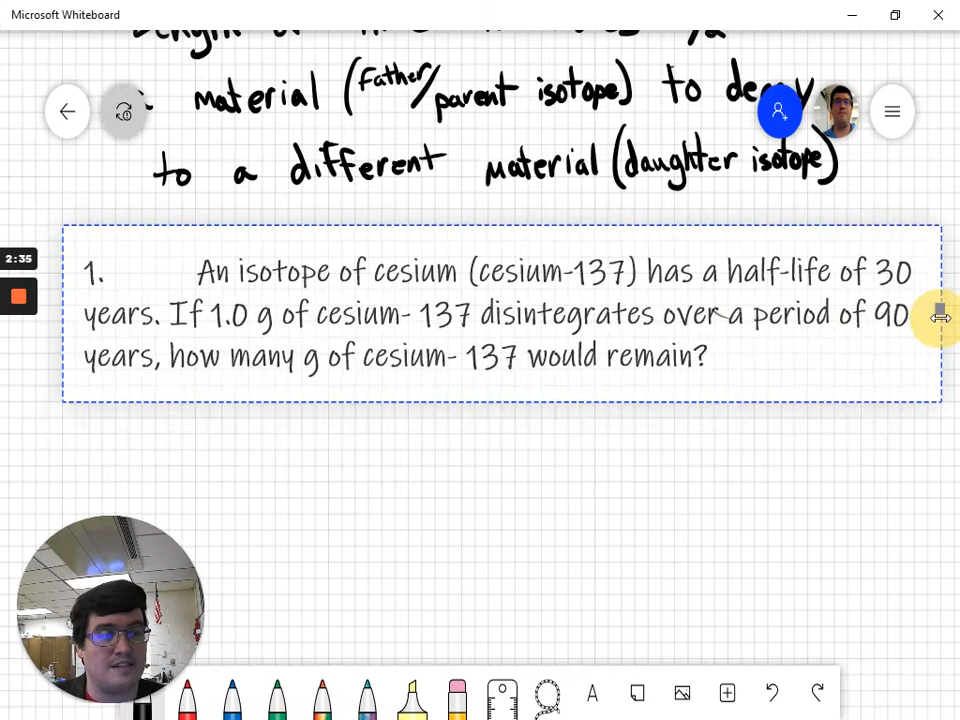 Microsoft Whiteboard
material (Father/parent isotope) to decay
to a different material (daughter isotope)
2:35
1. An isotope of cesium (cesium-137) has a half-life of 30
years. If 1.0 g of cesium- 137 disintegrates over a period of 90
years, how many g of cesium- 137 would remain?